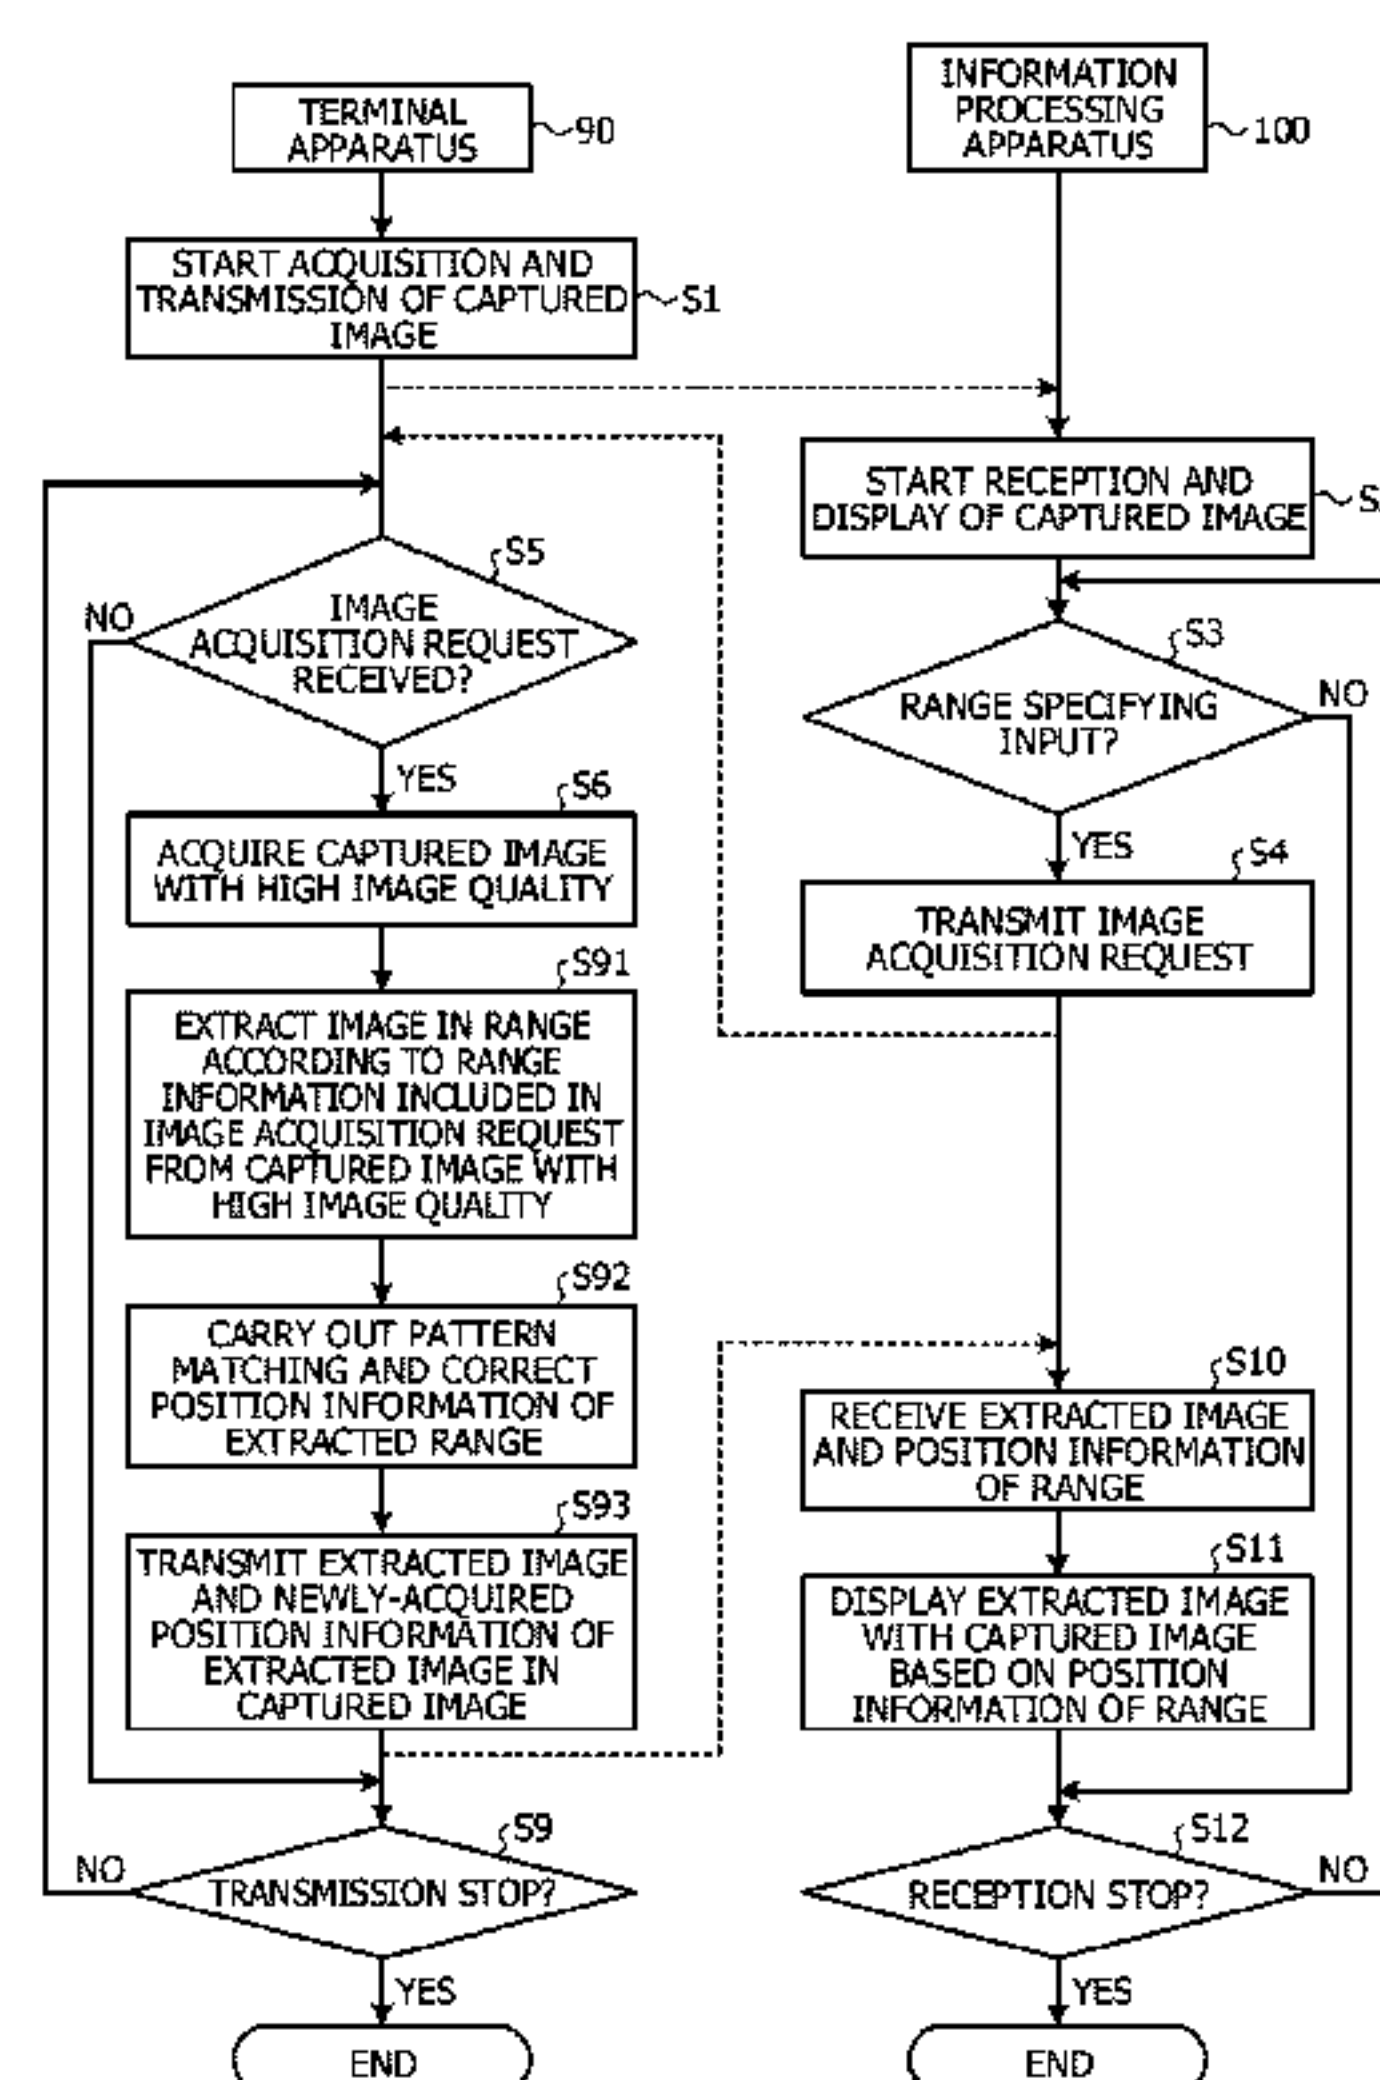 TERMINAL
APPARATUS
90
START ACQUISITION AND
TRANSMISSION OF CAPTURED
IMAGE
S1
S5
IMAGE
ACQUISITION REQUEST
RECEIVED?
NO
YES
S6
ACQUIRE CAPTURED IMAGE
WITH HIGH IMAGE QUALITY
S91
EXTRACT IMAGE IN RANGE
ACCORDING TO RANGE
INFORMATION INCLUDED IN
IMAGE ACQUISITION REQUEST
FROM CAPTURED IMAGE WITH
HIGH IMAGE QUALITY
S92
CARRY OUT PATTERN
MATCHING AND CORRECT
POSITION INFORMATION OF
EXTRACTED RANGE
S93
TRANSMIT EXTRACTED IMAGE
AND NEWLY-ACQUIRED
POSITION INFORMATION OF
EXTRACTED IMAGE IN
CAPTURED IMAGE
S9
NO
TRANSMISSION STOP?
YES
END
INFORMATION
PROCESSING
APPARATUS
100
START RECEPTION AND
DISPLAY OF CAPTURED IMAGE
S3
RANGE SPECIFYING
INPUT?
NO
YES
S4
TRANSMIT IMAGE
ACQUISITION REQUEST
S10
RECEIVE EXTRACTED IMAGE
AND POSITION INFORMATION
OF RANGE
S11
DISPLAY EXTRACTED IMAGE
WITH CAPTURED IMAGE
BASED ON POSITION
INFORMATION OF RANGE
S12
RECEPTION STOP?
NO
YES
END